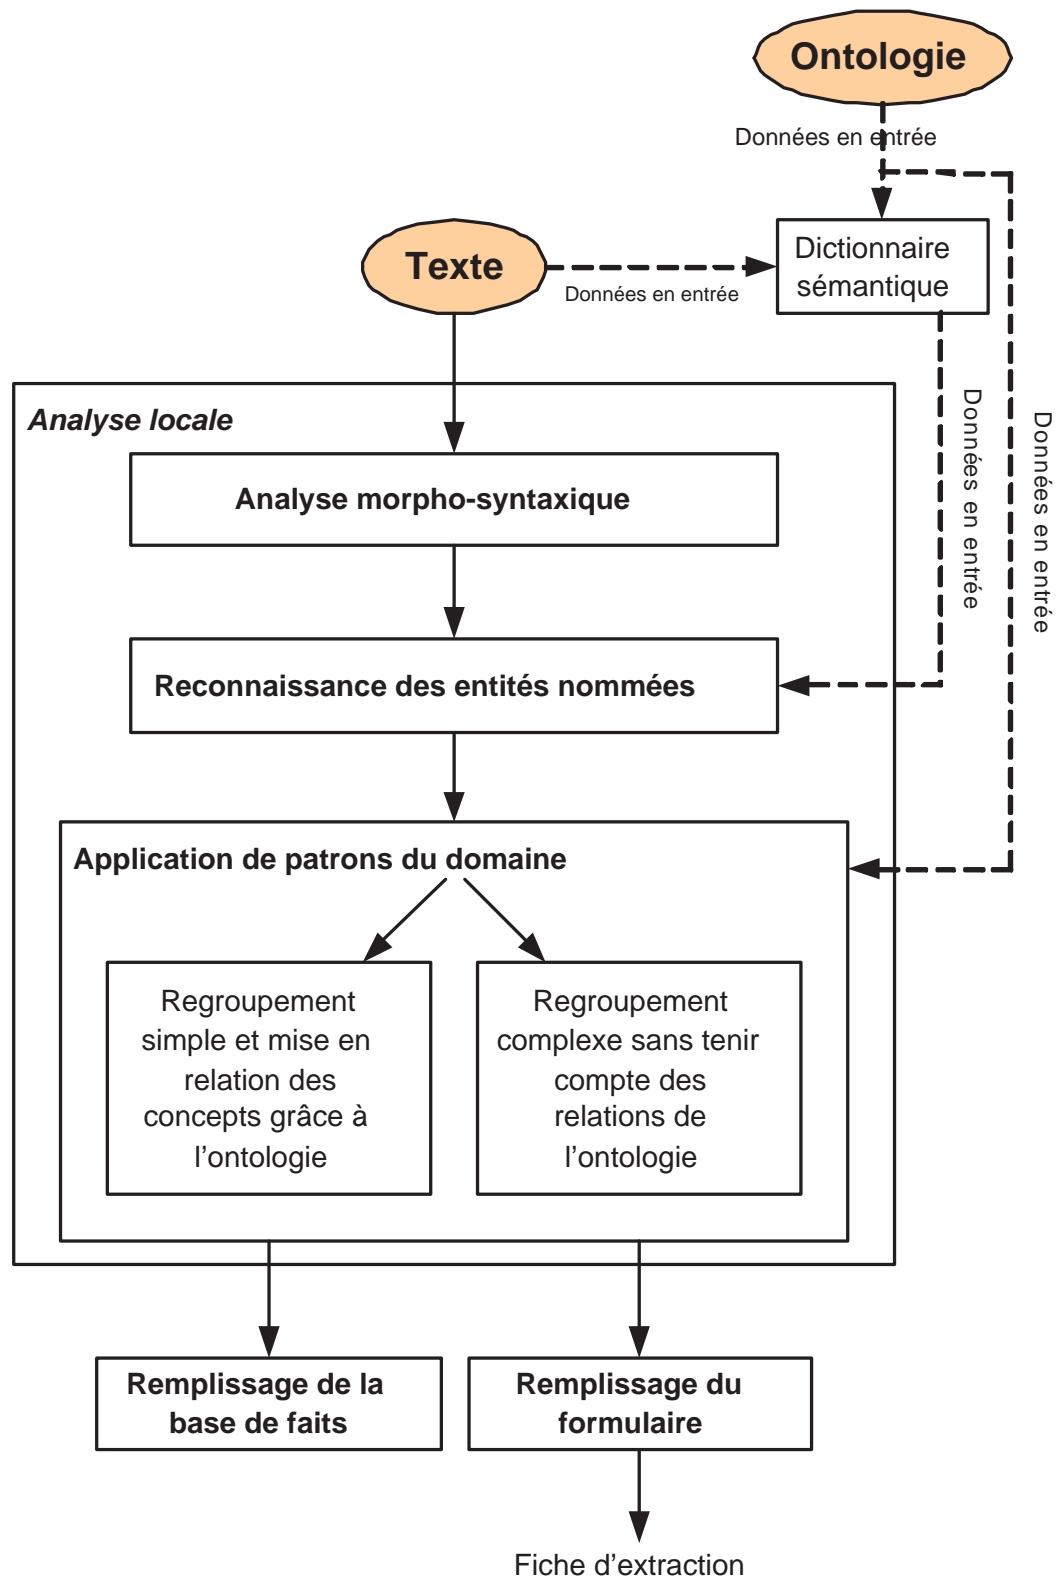 Ontologie
Données en entrée
Texte
Données en entrée
Dictionnaire
sémantique
Analyse locale
Données en entrée
Données en entrée
Analyse morpho-syntaxique
Reconnaissance des entités nommées
Application de patrons du domaine
Regroupement
simple et mise en
relation des
concepts grâce à
l’ontologie
Regroupement
complexe sans tenir
compte des
relations de
l’ontologie
Remplissage de la
base de faits
Remplissage du
formulaire
Fiche d’extraction